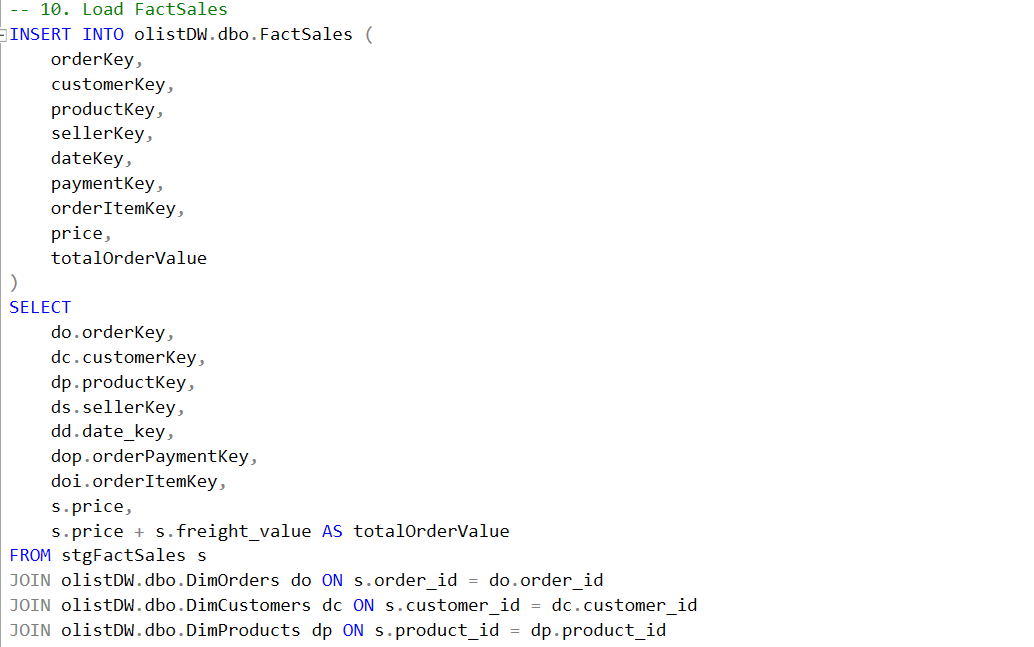 -- 10. Load FactSales
INSERT INTO olistDW.dbo.FactSales (
    orderKey,
    customerKey,
    productKey,
    sellerKey,
    dateKey,
    paymentKey,
    orderItemKey,
    price,
    totalOrderValue
)
SELECT
    do.orderKey,
    dc.customerKey,
    dp.productKey,
    ds.sellerKey,
    dd.date_key,
    dop.orderPaymentKey,
    doi.orderItemKey,
    s.price,
    s.price + s.freight_value AS totalOrderValue
FROM stgFactSales s
JOIN olistDW.dbo.DimOrders do ON s.order_id = do.order_id
JOIN olistDW.dbo.DimCustomers dc ON s.customer_id = dc.customer_id
JOIN olistDW.dbo.DimProducts dp ON s.product_id = dp.product_id